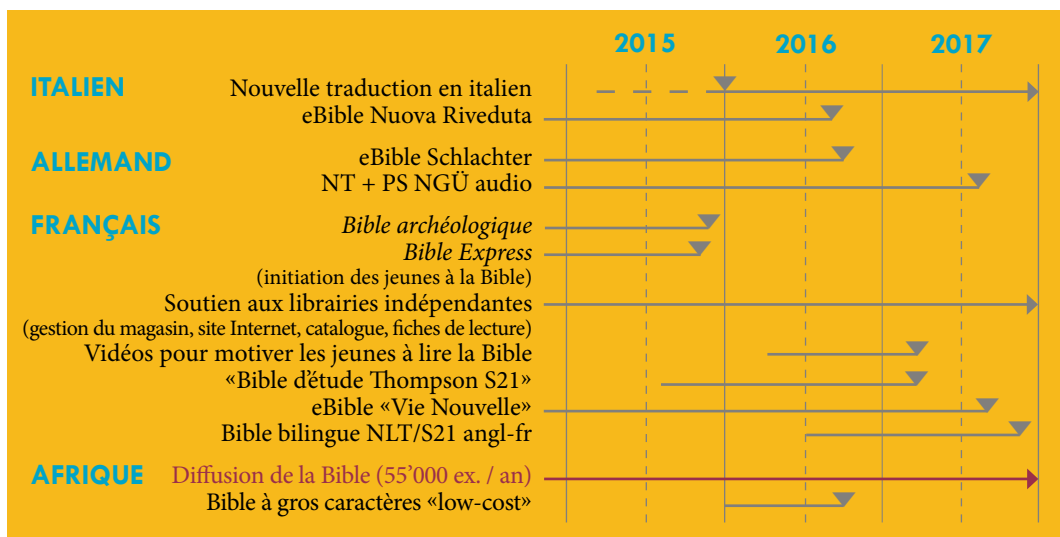 2015 2016 2017
ITALIEN Nouvelle traduction en italien
eBible Nuova Riveduta
ALLEMAND eBible Schlachter
NT + PS NGÜ audio
FRANÇAIS Bible archéologique
Bible Express
(initiation des jeunes à la Bible)
Soutien aux librairies indépendantes
(gestion du magasin, site Internet, catalogue, fiches de lecture)
Vidéos pour motiver les jeunes à lire la Bible
«Bible d'étude Thompson S21»
eBible «Vie Nouvelle»
Bible bilingue NLT/S21 angl-fr
AFRIQUE Diffusion de la Bible (55'000 ex. / an)
Bible à gros caractères «low-cost»